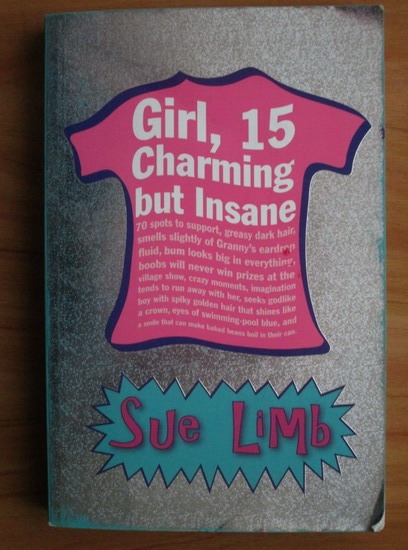 Girl, 15
Charming
but Insane
70 spots to support, greasy dark hair,
smells slightly of Granny's eardrop
fluid, bum looks big in everything,
boobs will never win prizes at the
village show, crazy moments, imagination
tends to run away with her, seeks godlike
boy with spiky golden hair that shines like
a crown, eyes of swimming-pool blue, and
a smile that can make baked beans boil in their can.
Sue Limb